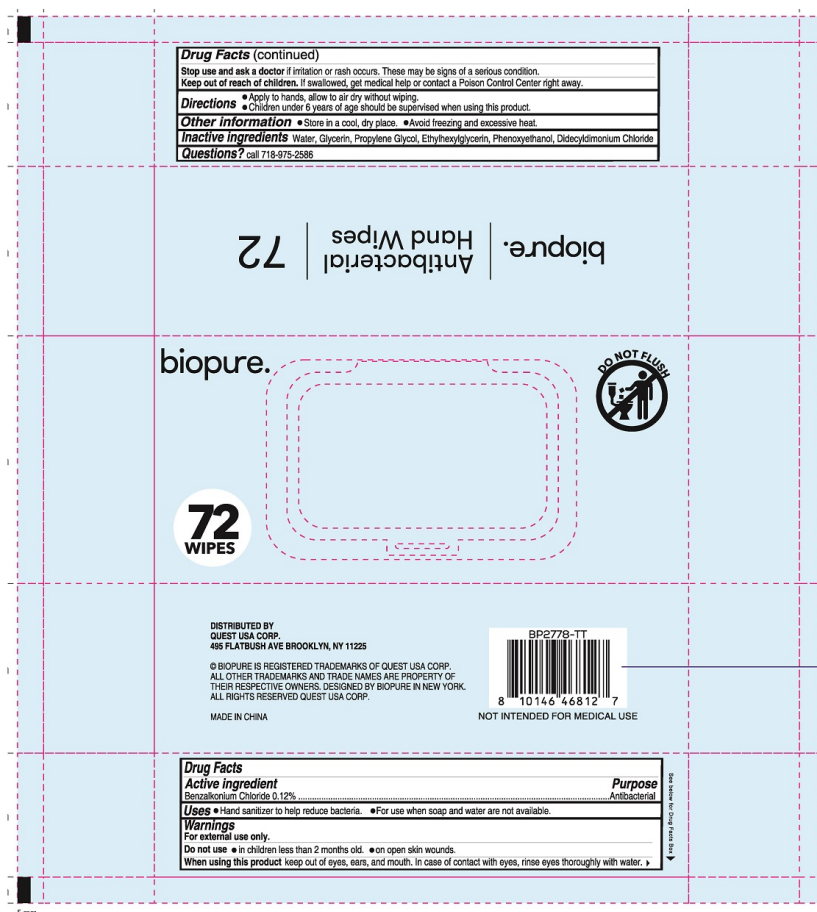 Drug Facts (continued)
Stop use and ask a doctor if irritation or rash occurs. These may be signs of a serious condition.
Keep out of reach of children. If swallowed, get medical help or contact a Poison Control Center right away.
Directions ●Apply to hands, allow to air dry without wiping.
●Children under 6 years of age should be supervised when using this product.
Other information ●Store in a cool, dry place. ●Avoid freezing and excessive heat.
Inactive ingredients Water, Glycerin, Propylene Glycol, Ethylhexylglycerin, Phenoxyethanol, Didecyldimonium Chloride
Questions? call 718-975-2586
biopure.
Antibacterial
Hand Wipes
72
biopure.
DO NOT FLUSH
72
WIPES
DISTRIBUTED BY
QUEST USA CORP.
495 FLATBUSH AVE BROOKLYN, NY 11225
© BIOPURE IS REGISTERED TRADEMARKS OF QUEST USA CORP.
ALL OTHER TRADEMARKS AND TRADE NAMES ARE PROPERTY OF
THEIR RESPECTIVE OWNERS. DESIGNED BY BIOPURE IN NEW YORK.
ALL RIGHTS RESERVED QUEST USA CORP.
MADE IN CHINA
BP2778-TT
8 10146 46812 7
NOT INTENDED FOR MEDICAL USE
Drug Facts
Active ingredient Purpose
Benzalkonium Chloride 0.12% ........Antibacterial
Uses ●Hand sanitizer to help reduce bacteria. ●For use when soap and water are not available.
Warnings
For external use only.
Do not use ●in children less than 2 months old. ●on open skin wounds.
When using this product keep out of eyes, ears, and mouth. In case of contact with eyes, rinse eyes thoroughly with water.
See below for Drug Facts Box